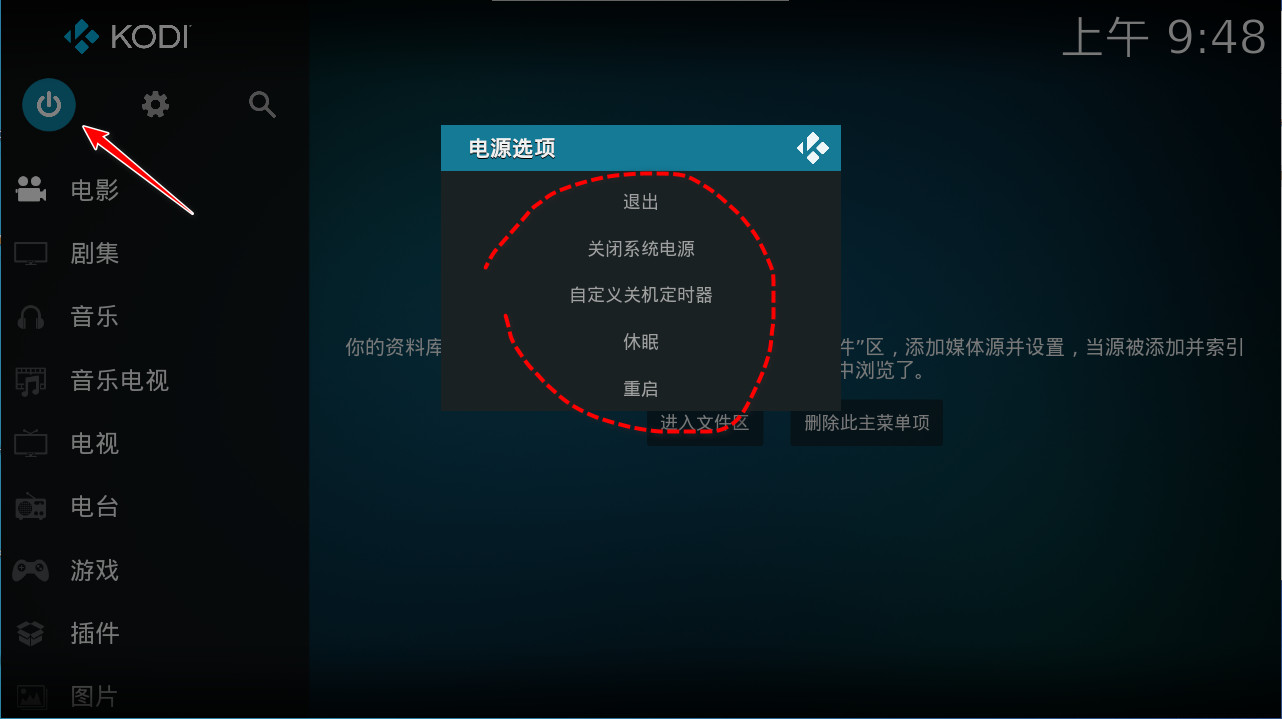 KODI
上午 9:48
电影
剧集
音乐
音乐电视
电视
电台
游戏
插件
图片
电源选项
退出
关闭系统电源
自定义关机定时器
休眠
重启
你的资料库
件”区，添加媒体源并设置，当源被添加并索引
中浏览了。
进入文件区
删除此主菜单项